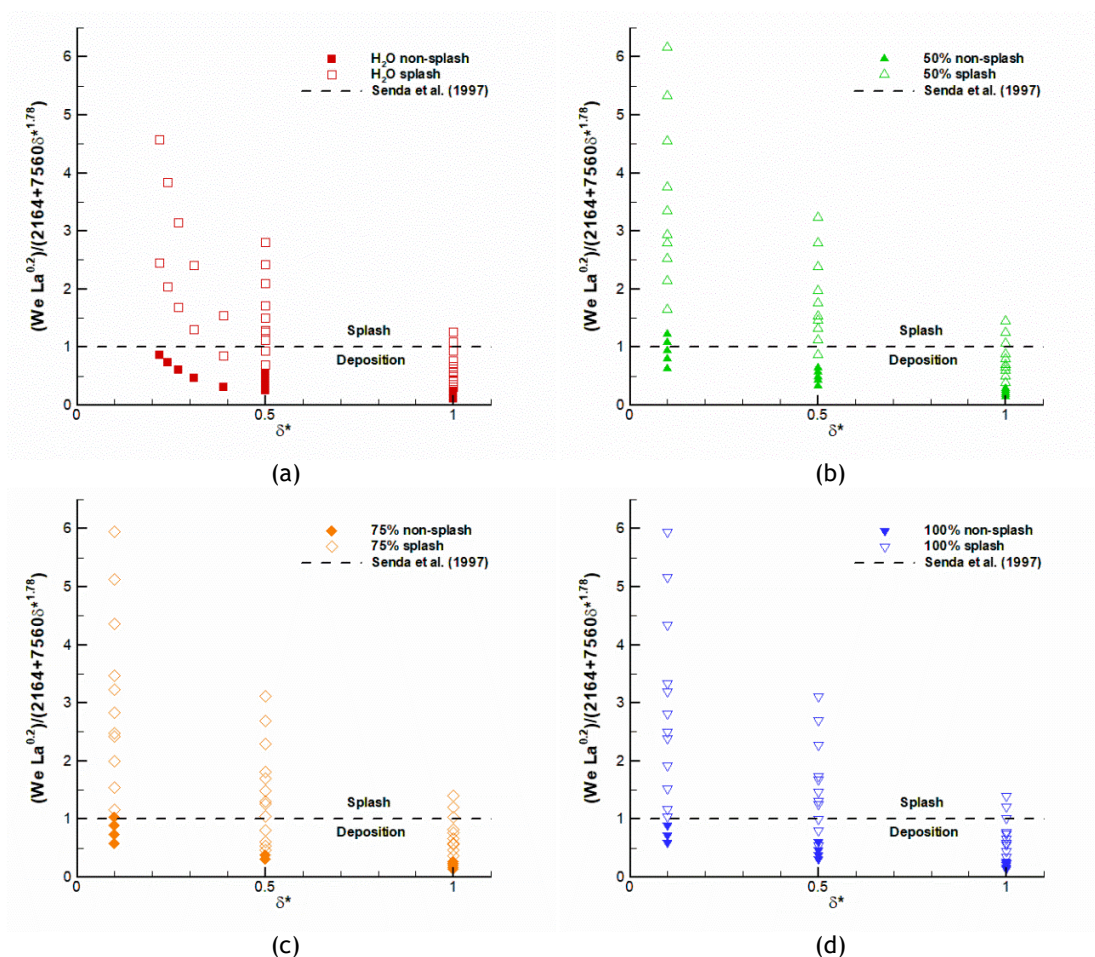 6
5
4
3
2
1
0
0
0.5
1
(We La^0.2)/(2164+7560δ*^1.78)
δ*
H₂O non-splash
H₂O splash
Senda et al. (1997)
Splash
Deposition
(a)
6
5
4
3
2
1
0
0
0.5
1
(We La^0.2)/(2164+7560δ*^1.78)
δ*
50% non-splash
50% splash
Senda et al. (1997)
Splash
Deposition
(b)
6
5
4
3
2
1
0
0
0.5
1
(We La^0.2)/(2164+7560δ*^1.78)
δ*
75% non-splash
75% splash
Senda et al. (1997)
Splash
Deposition
(c)
6
5
4
3
2
1
0
0
0.5
1
(We La^0.2)/(2164+7560δ*^1.78)
δ*
100% non-splash
100% splash
Senda et al. (1997)
Splash
Deposition
(d)